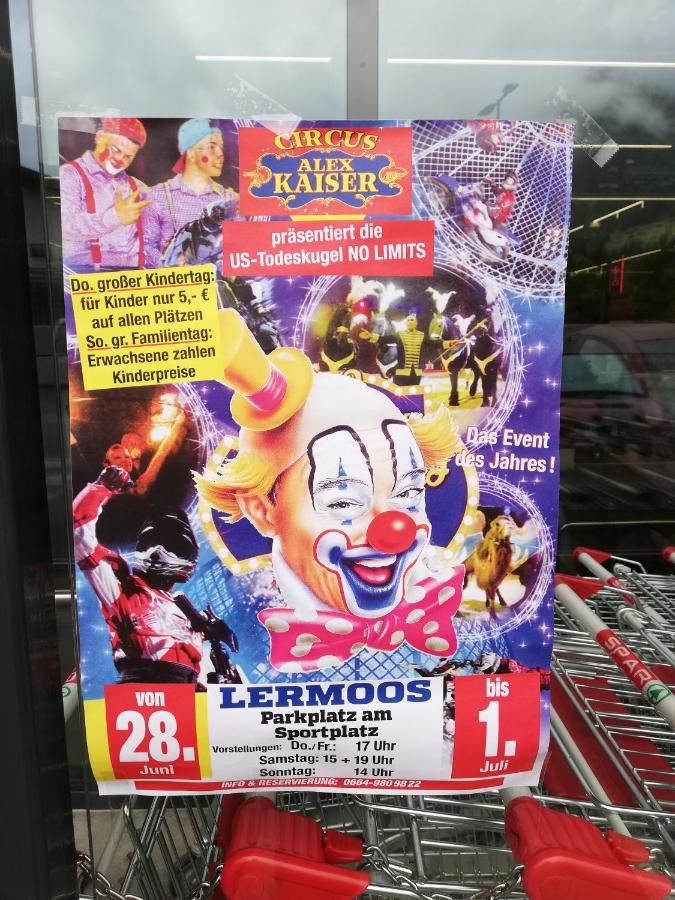 CIRCUS
ALEX
KAISER
präsentiert die
US-Todeskugel NO LIMITS
Do. großer Kindertag:
für Kinder nur 5,- €
auf allen Plätzen
So. gr. Familientag:
Erwachsene zahlen
Kinderpreise
Das Event
des Jahres!
von
28.
Juni
LERMOOS
Parkplatz am
Sportplatz
Vorstellungen: Do./Fr.: 17 Uhr
Samstag: 15 + 19 Uhr
Sonntag: 14 Uhr
INFO & RESERVIERUNG: 0664-980 98 22
bis
1.
Juli
SPAR